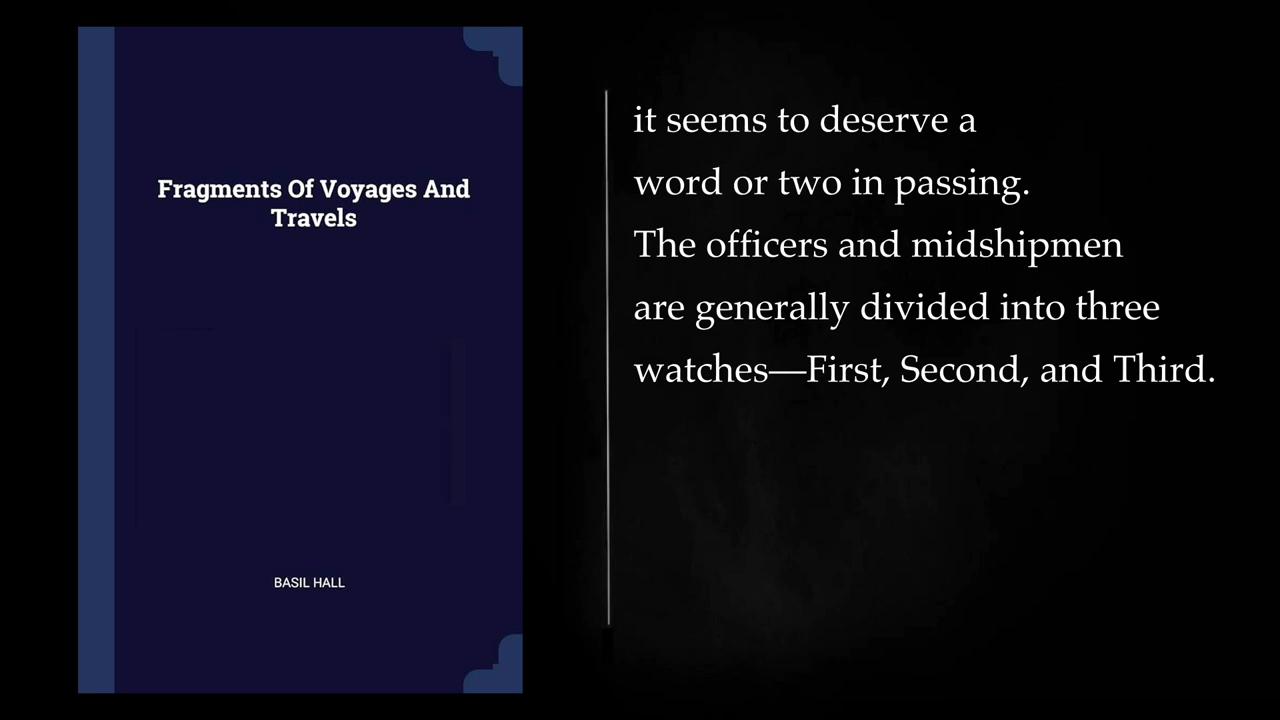 Fragments Of Voyages And
Travels
BASIL HALL
it seems to deserve a
word or two in passing.
The officers and midshipmen
are generally divided into three
watches—First, Second, and Third.